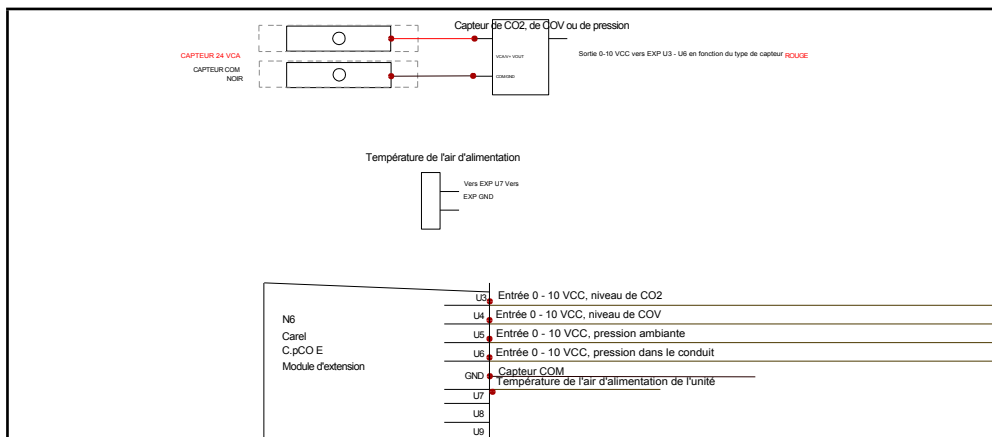 Capteur de CO2, de COV ou de pression
CAPTEUR 24 VCA
CAPTEUR COM
NOIR
VCA/V+ VOUT
COM/GND
Sortie 0-10 VCC vers EXP U3 - U6 en fonction du type de capteur ROUGE
Température de l'air d'alimentation
Vers EXP U7 Vers
EXP GND
N6
Carel
C.pCO E
Module d'extension
U3 Entrée 0 - 10 VCC, niveau de CO2
U4 Entrée 0 - 10 VCC, niveau de COV
U5 Entrée 0 - 10 VCC, pression ambiante
U6 Entrée 0 - 10 VCC, pression dans le conduit
GND Capteur COM
Température de l'air d'alimentation de l'unité
U7
U8
U9